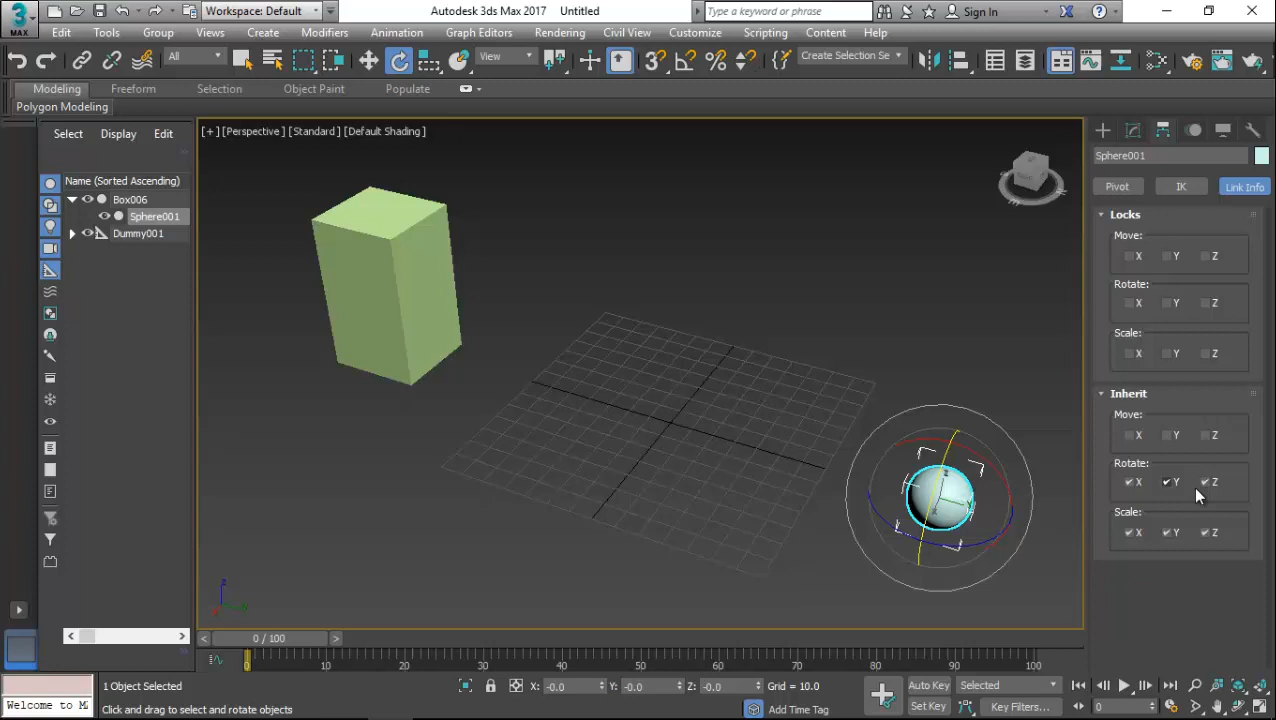 3
MAX
Workspace: Default
Autodesk 3ds Max 2017 Untitled
Type a keyword or phrase
Sign In
Edit Tools Group Views Create Modifiers Animation Graph Editors Rendering Civil View Customize Scripting Content Help
All
View
Create Selection Se
Modeling Freeform Selection Object Paint Populate
Polygon Modeling
Select Display Edit
Name (Sorted Ascending)
Box006
Sphere001
Dummy001
[+] [Perspective] [Standard] [Default Shading]
Sphere001
Pivot IK Link Info
Locks
Move:
X Y Z
Rotate:
X Y Z
Scale:
X Y Z
Inherit
Move:
X Y Z
Rotate:
X Y Z
Scale:
X Y Z
0 / 100
0 10 20 30 40 50 60 70 80 90 100
1 Object Selected
X: -0.0 Y: -0.0 Z: -0.0 Grid = 10.0
Auto Key Selected
Welcome to M
Click and drag to select and rotate objects
Add Time Tag
Set Key Key Filters...
0